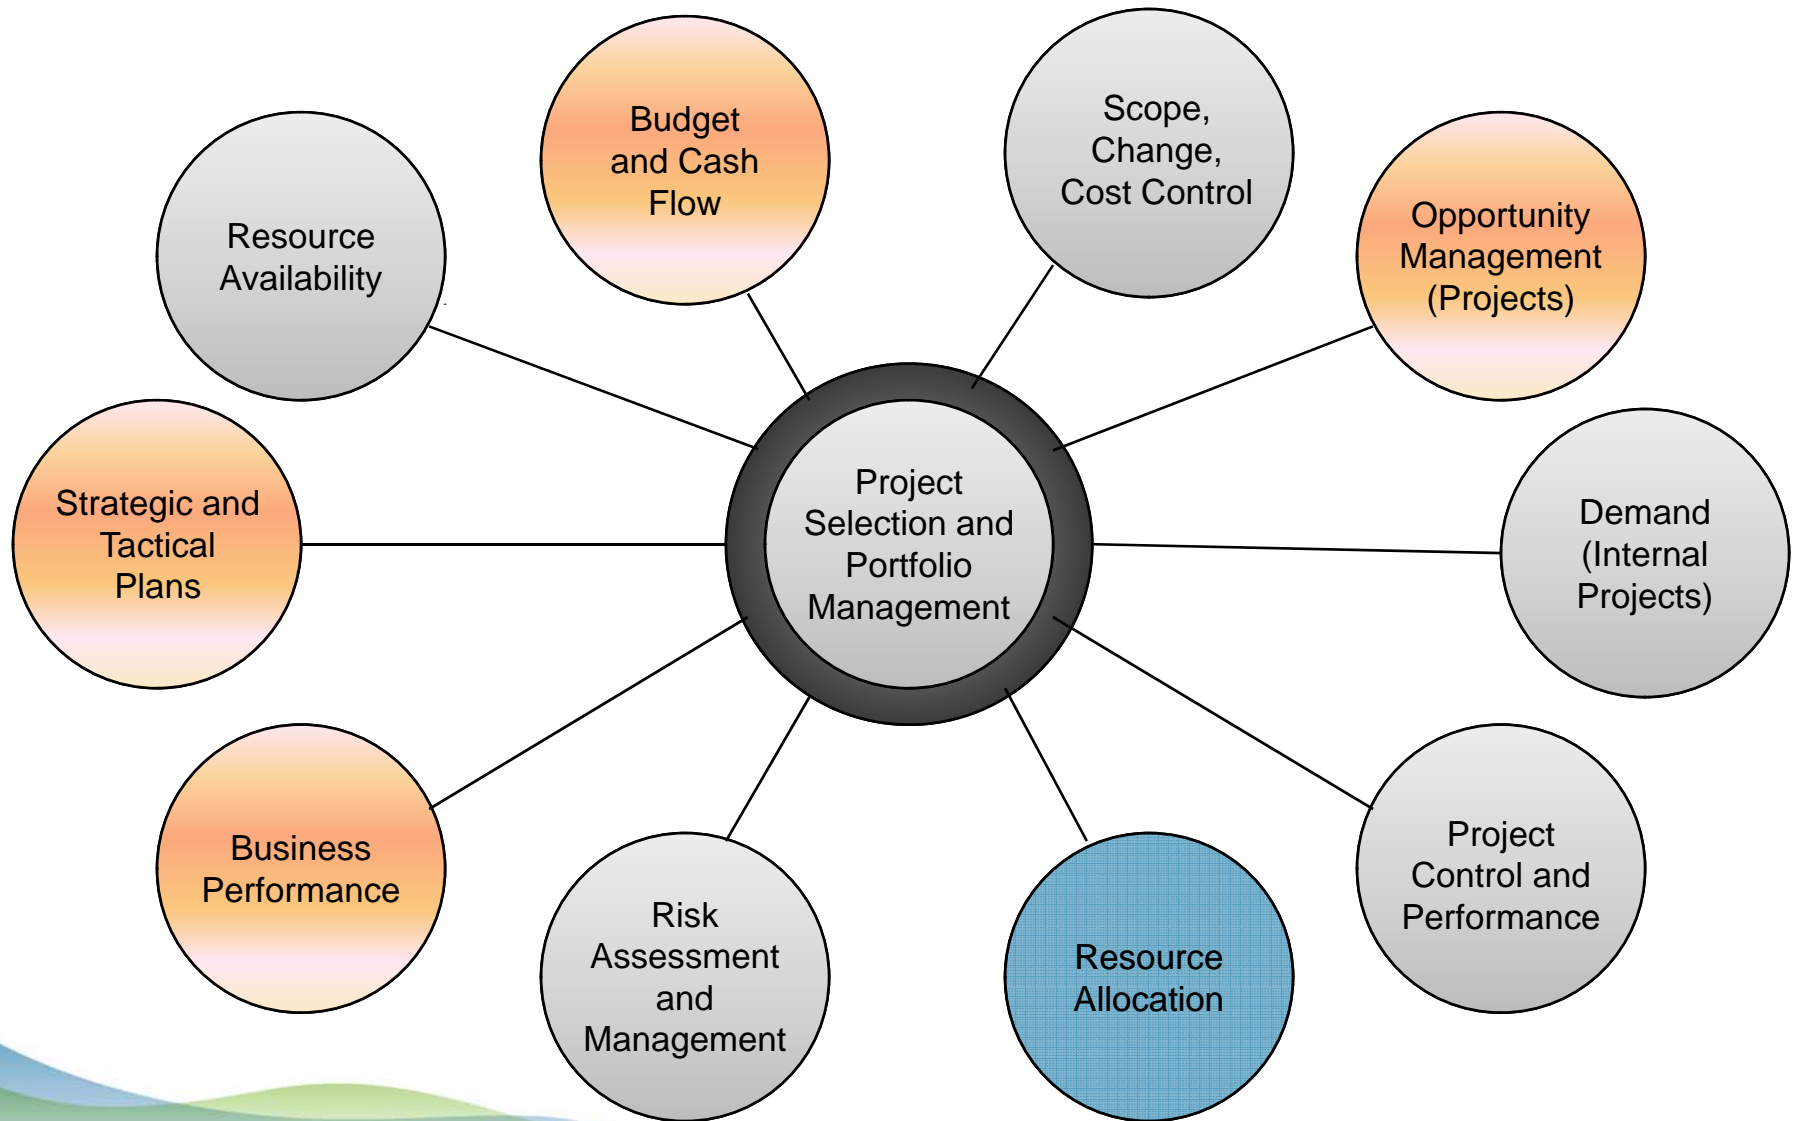 Budget
and Cash
Flow
Scope,
Change,
Cost Control
Opportunity
Management
(Projects)
Resource
Availability
Project
Selection and
Portfolio
Management
Strategic and
Tactical
Plans
Demand
(Internal
Projects)
Business
Performance
Project
Control and
Performance
Risk
Assessment
and
Management
Resource
Allocation